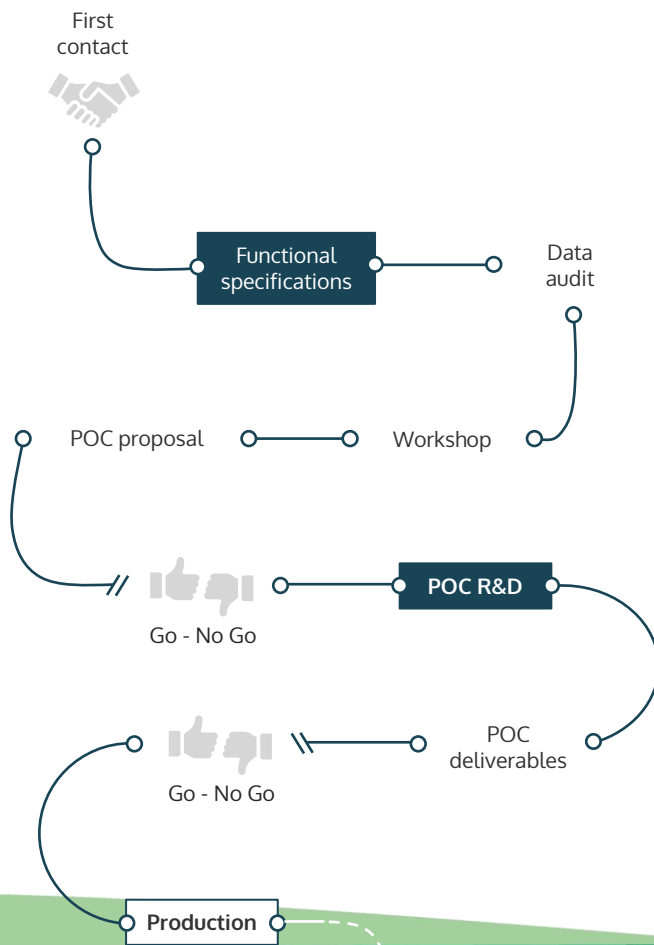 First
contact
Functional
specifications
Data
audit
POC proposal
Workshop
Go - No Go
POC R&D
POC
deliverables
Go - No Go
Production